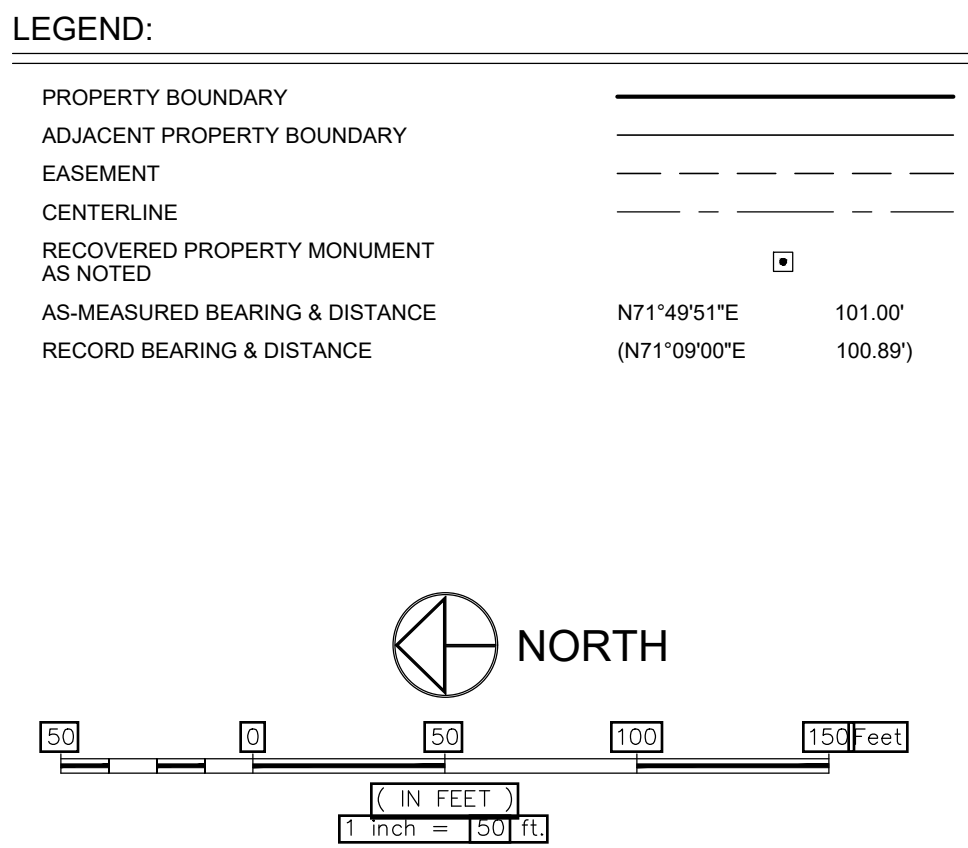 LEGEND:
PROPERTY BOUNDARY
ADJACENT PROPERTY BOUNDARY
EASEMENT
CENTERLINE
RECOVERED PROPERTY MONUMENT
AS NOTED
AS-MEASURED BEARING & DISTANCE N71°49'51"E 101.00'
RECORD BEARING & DISTANCE (N71°09'00"E 100.89')
NORTH
50 0 50 100 150 Feet
( IN FEET )
1 inch = 50 ft.